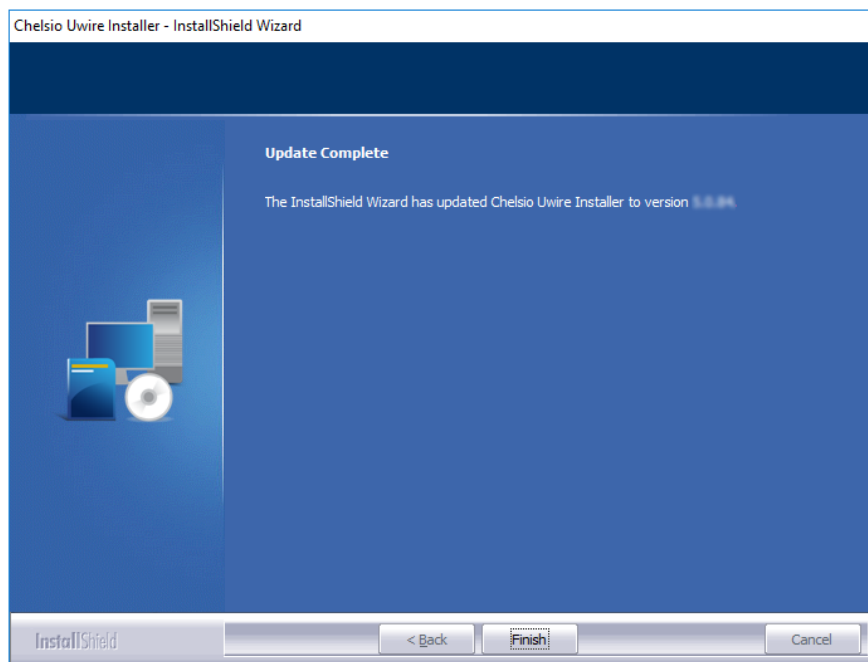 Chelsio Uwire Installer - InstallShield Wizard
Update Complete
The InstallShield Wizard has updated Chelsio Uwire Installer to version
InstallShield
< Back
Finish
Cancel